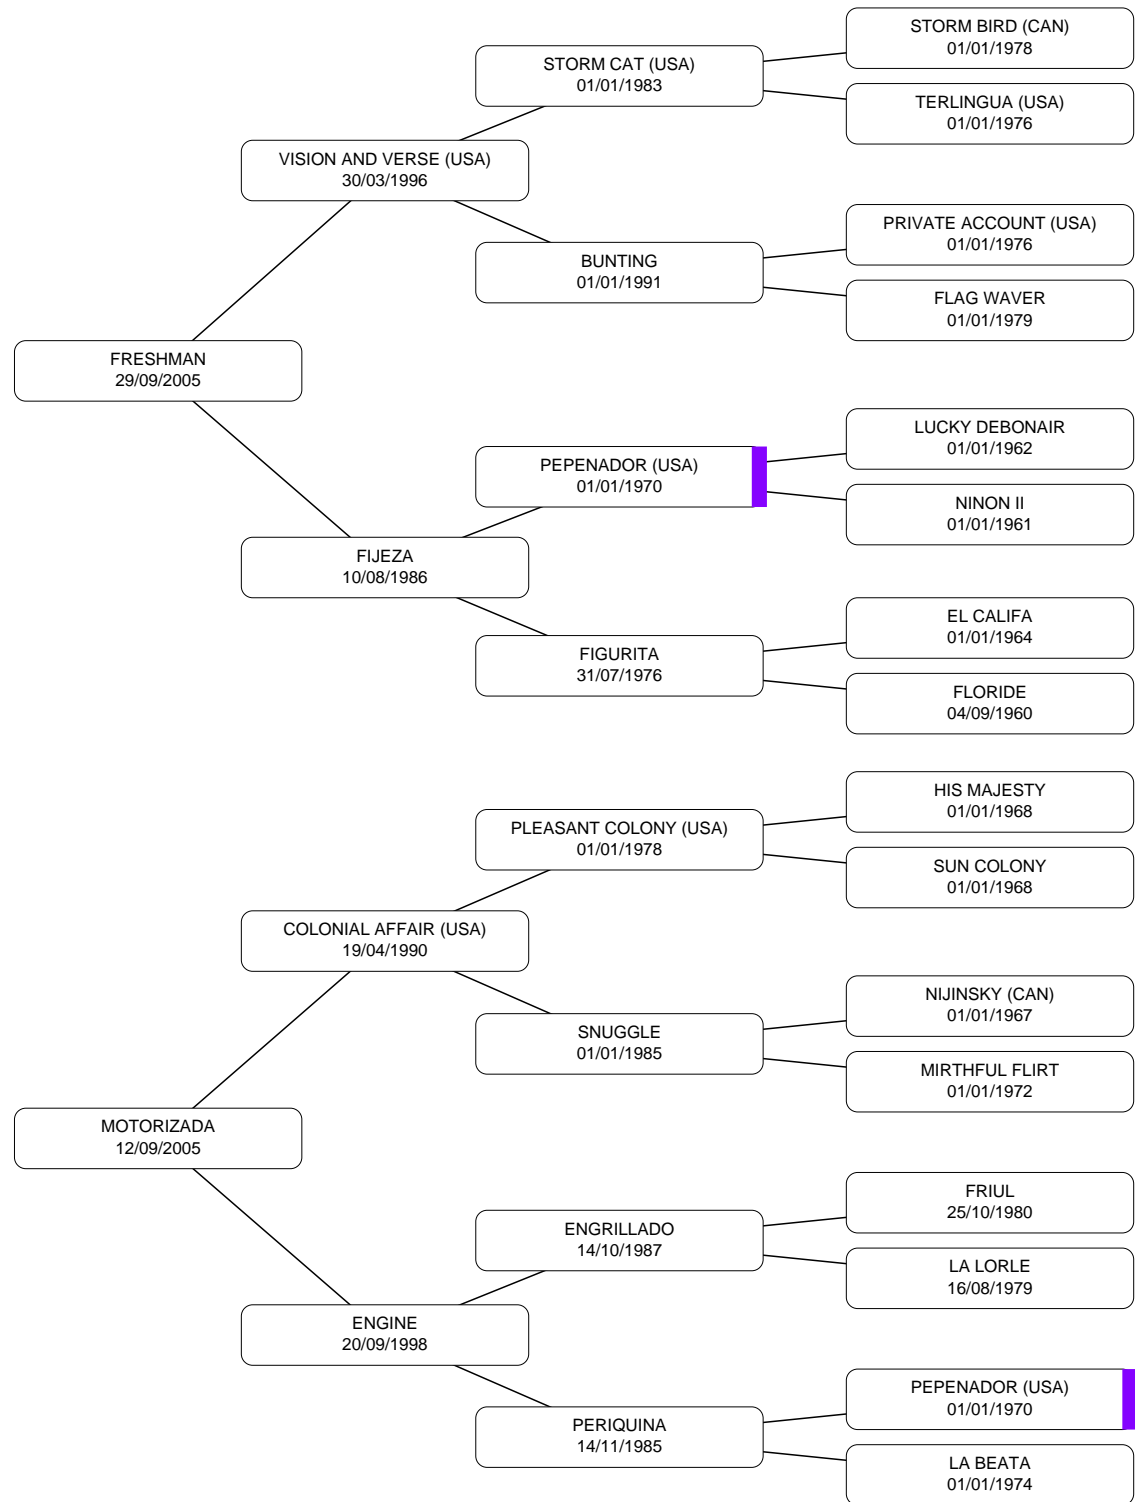 STORM BIRD (CAN)
01/01/1978
STORM CAT (USA)
01/01/1983
TERLINGUA (USA)
01/01/1976
VISION AND VERSE (USA)
30/03/1996
PRIVATE ACCOUNT (USA)
01/01/1976
BUNTING
01/01/1991
FLAG WAVER
01/01/1979
FRESHMAN
29/09/2005
LUCKY DEBONAIR
01/01/1962
PEPENADOR (USA)
01/01/1970
NINON II
01/01/1961
FIJEZA
10/08/1986
EL CALIFA
01/01/1964
FIGURITA
31/07/1976
FLORIDE
04/09/1960
HIS MAJESTY
01/01/1968
PLEASANT COLONY (USA)
01/01/1978
SUN COLONY
01/01/1968
COLONIAL AFFAIR (USA)
19/04/1990
NIJINSKY (CAN)
01/01/1967
SNUGGLE
01/01/1985
MIRTHFUL FLIRT
01/01/1972
MOTORIZADA
12/09/2005
FRIUL
25/10/1980
ENGRILLADO
14/10/1987
LA LORLE
16/08/1979
ENGINE
20/09/1998
PEPENADOR (USA)
01/01/1970
PERIQUINA
14/11/1985
LA BEATA
01/01/1974